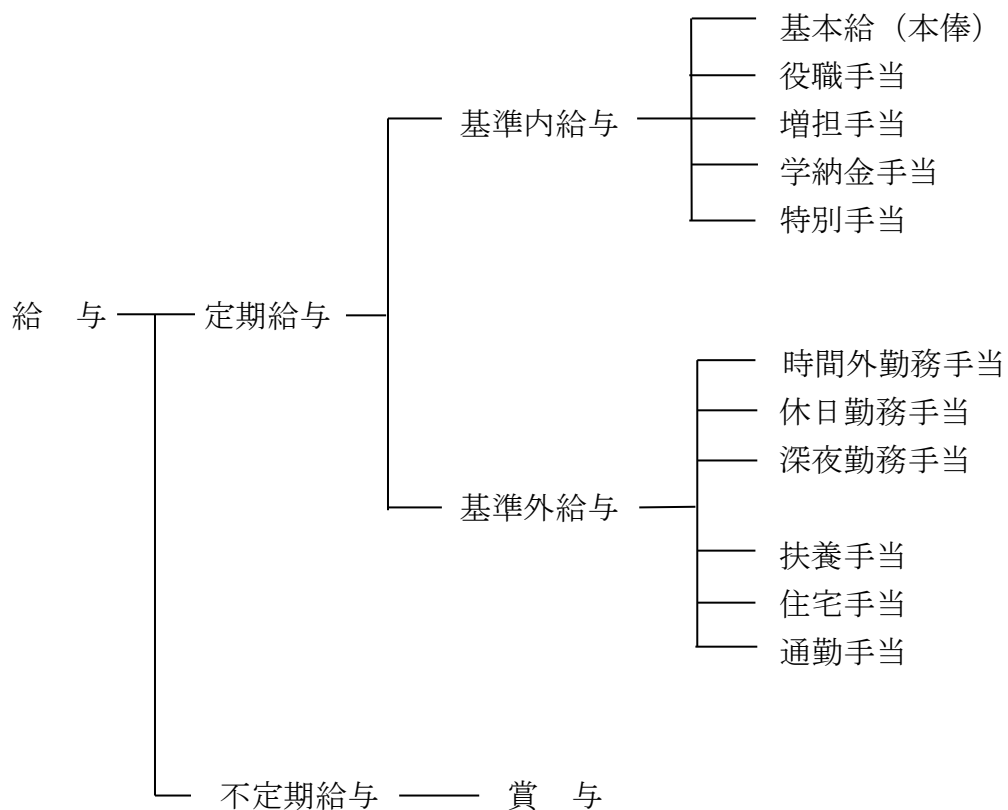 基本給（本俸）
役職手当
基準内給与
増担手当
学納金手当
特別手当
給　与
定期給与
時間外勤務手当
休日勤務手当
深夜勤務手当
基準外給与
扶養手当
住宅手当
通勤手当
不定期給与
賞　与